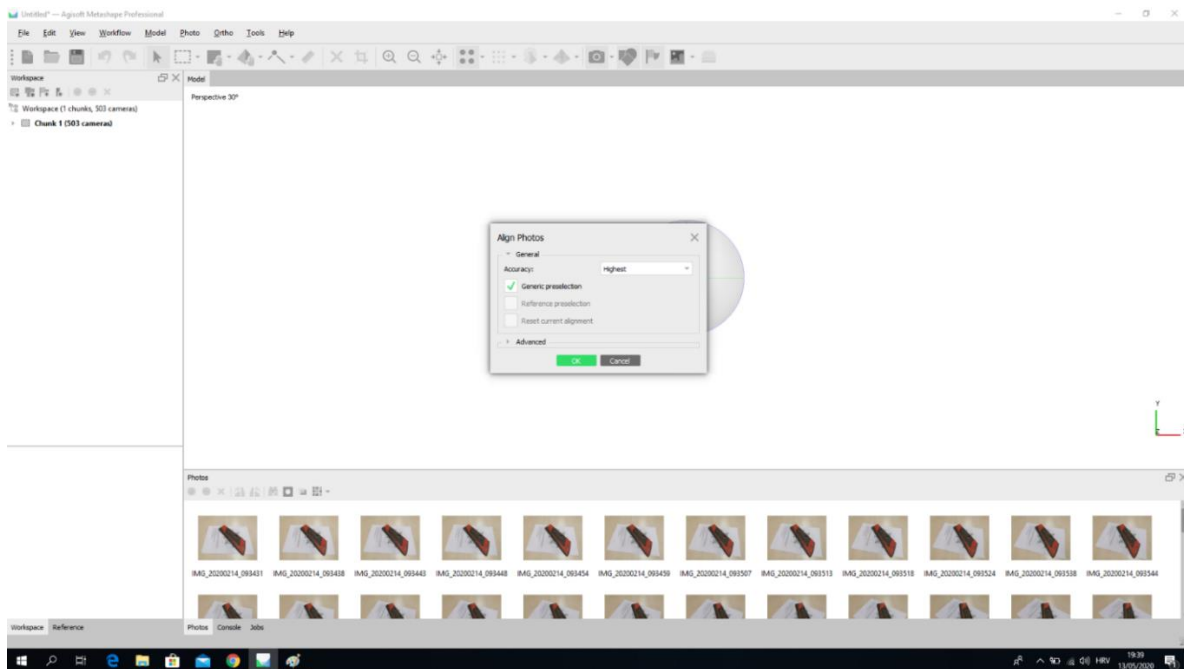 Untitled* — Agisoft Metashape Professional
File Edit View Workflow Model Photo Ortho Tools Help
Workspace
Model
Workspace (1 chunks, 503 cameras)
Chunk 1 (503 cameras)
Perspective 30°
Align Photos
General
Accuracy: Highest
Generic preselection
Reference preselection
Reset current alignment
Advanced
OK Cancel
Y
Photos
IMG_20200214_093431 IMG_20200214_093438 IMG_20200214_093443 IMG_20200214_093448 IMG_20200214_093454 IMG_20200214_093459 IMG_20200214_093507 IMG_20200214_093513 IMG_20200214_093518 IMG_20200214_093524 IMG_20200214_093538 IMG_20200214_093544
Workspace Reference
Photos Console Jobs
HRV
19:39
13/05/2020